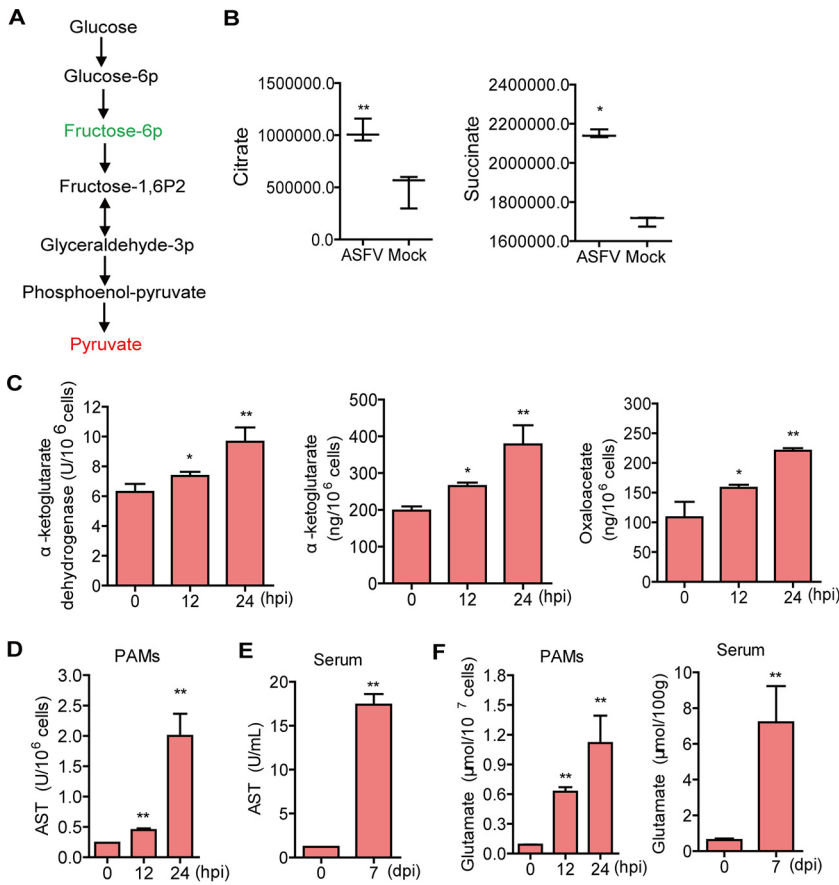 A
Glucose
Glucose-6p
Fructose-6p
Fructose-1,6P2
Glyceraldehyde-3p
Phosphoenol-pyruvate
Pyruvate
B
Citrate
1500000.0
1000000.0
500000.0
0.0
**
ASFV Mock
Succinate
2400000.0
2200000.0
2000000.0
1800000.0
1600000.0
*
ASFV Mock
C
α -ketoglutarate
dehydrogenase (U/10 6 cells)
12
10
8
6
4
2
0
*
**
0 12 24 (hpi)
α -ketoglutarate
(ng/106 cells)
500
400
300
200
100
0
*
**
0 12 24 (hpi)
Oxaloacetate
(ng/106 cells)
300
250
200
150
100
50
0
*
**
0 12 24 (hpi)
D
PAMs
AST (U/106 cells)
3.0
2.5
2.0
1.5
1.0
0.5
0.0
**
**
0 12 24 (hpi)
E
Serum
AST (U/mL)
20
15
10
5
0
**
0 7 (dpi)
F
PAMs
Glutamate (μmol/10 7 cells)
1.8
1.5
1.2
0.9
0.6
0.3
0.0
**
**
0 12 24 (hpi)
Serum
Glutamate (μmol/100g)
10
8
6
4
2
0
**
0 7 (dpi)